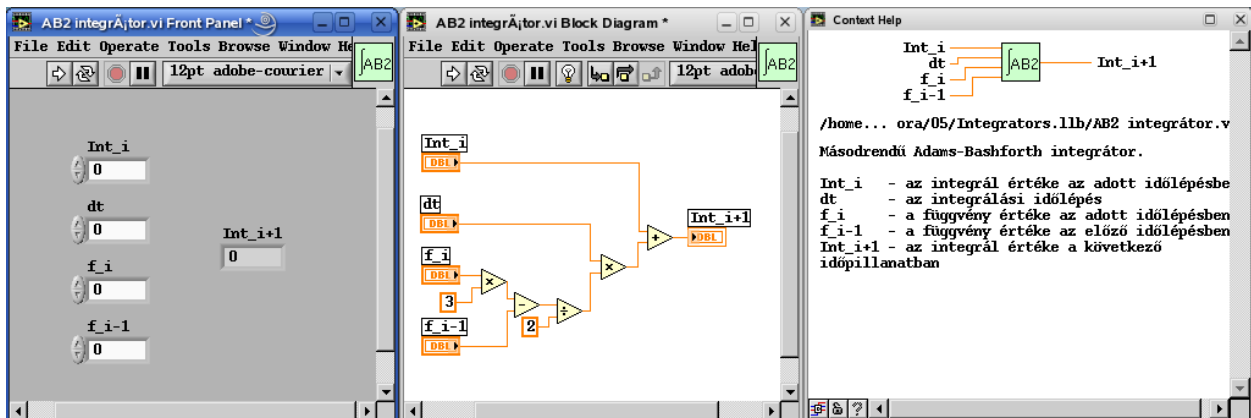 AB2 integrÃ¡tor.vi Front Panel *
File Edit Operate Tools Browse Window He
12pt adobe-courier
∫AB2
Int_i
0
dt
0
f_i
0
f_i-1
0
Int_i+1
0
AB2 integrÃ¡tor.vi Block Diagram *
File Edit Operate Tools Browse Window Hel
12pt adob
∫AB2
Int_i
DBL
dt
DBL
f_i
DBL
×
3
f_i-1
DBL
-
2
÷
×
+
Int_i+1
DBL
Context Help
Int_i
dt
f_i
f_i-1
∫AB2
Int_i+1
/home... ora/05/Integrators.llb/AB2 integrátor.v
Másodrendű Adams-Bashforth integrátor.
Int_i - az integrál értéke az adott időlépésbe
dt - az integrálási időlépés
f_i - a függvény értéke az adott időlépésben
f_i-1 - a függvény értéke az előző időlépésben
Int_i+1 - az integrál értéke a következő
időpillanatban
?